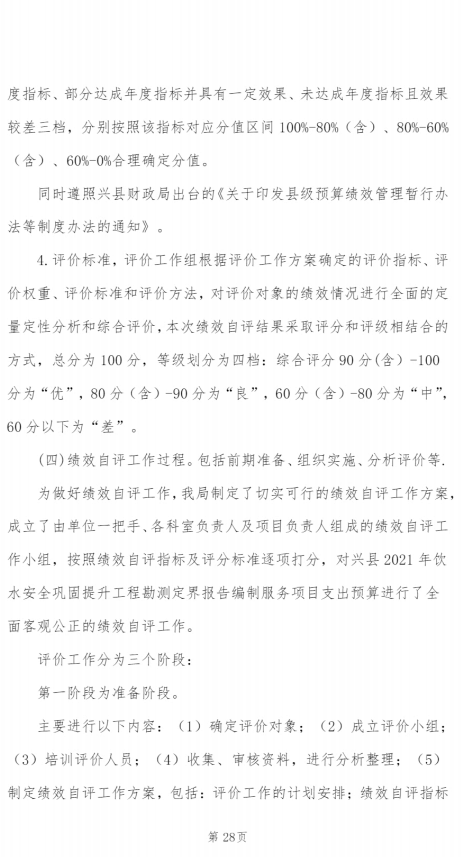 度指标、部分达成年度指标并具有一定效果、未达成年度指标且效果
较差三档，分别按照该指标对应分值区间 100%-80%（含）、80%-60%
（含）、60%-0%合理确定分值。
同时遵照兴县财政局出台的《关于印发县级预算绩效管理暂行办
法等制度办法的通知》。
4.评价标准，评价工作组根据评价工作方案确定的评价指标、评
价权重、评价标准和评价方法，对评价对象的绩效情况进行全面的定
量定性分析和综合评价，本次绩效自评结果采取评分和评级相结合的
方式，总分为 100 分，等级划分为四档：综合评分 90 分(含）-100
分为“优”，80 分（含）-90 分为“良”，60 分（含）-80 分为“中”，
60 分以下为“差”。
(四)绩效自评工作过程。包括前期准备、组织实施、分析评价等.
为做好绩效自评工作，我局制定了切实可行的绩效自评工作方案，
成立了由单位一把手、各科室负责人及项目负责人组成的绩效自评工
作小组，按照绩效自评指标及评分标准逐项打分，对兴县 2021 年饮
水安全巩固提升工程勘测定界报告编制服务项目支出预算进行了全
面客观公正的绩效自评工作。
评价工作分为三个阶段：
第一阶段为准备阶段。
主要进行以下内容：（1）确定评价对象；（2）成立评价小组；
（3）培训评价人员；（4）收集、审核资料，进行分析整理；（5）
制定绩效自评工作方案，包括：评价工作的计划安排；绩效自评指标
第 28页